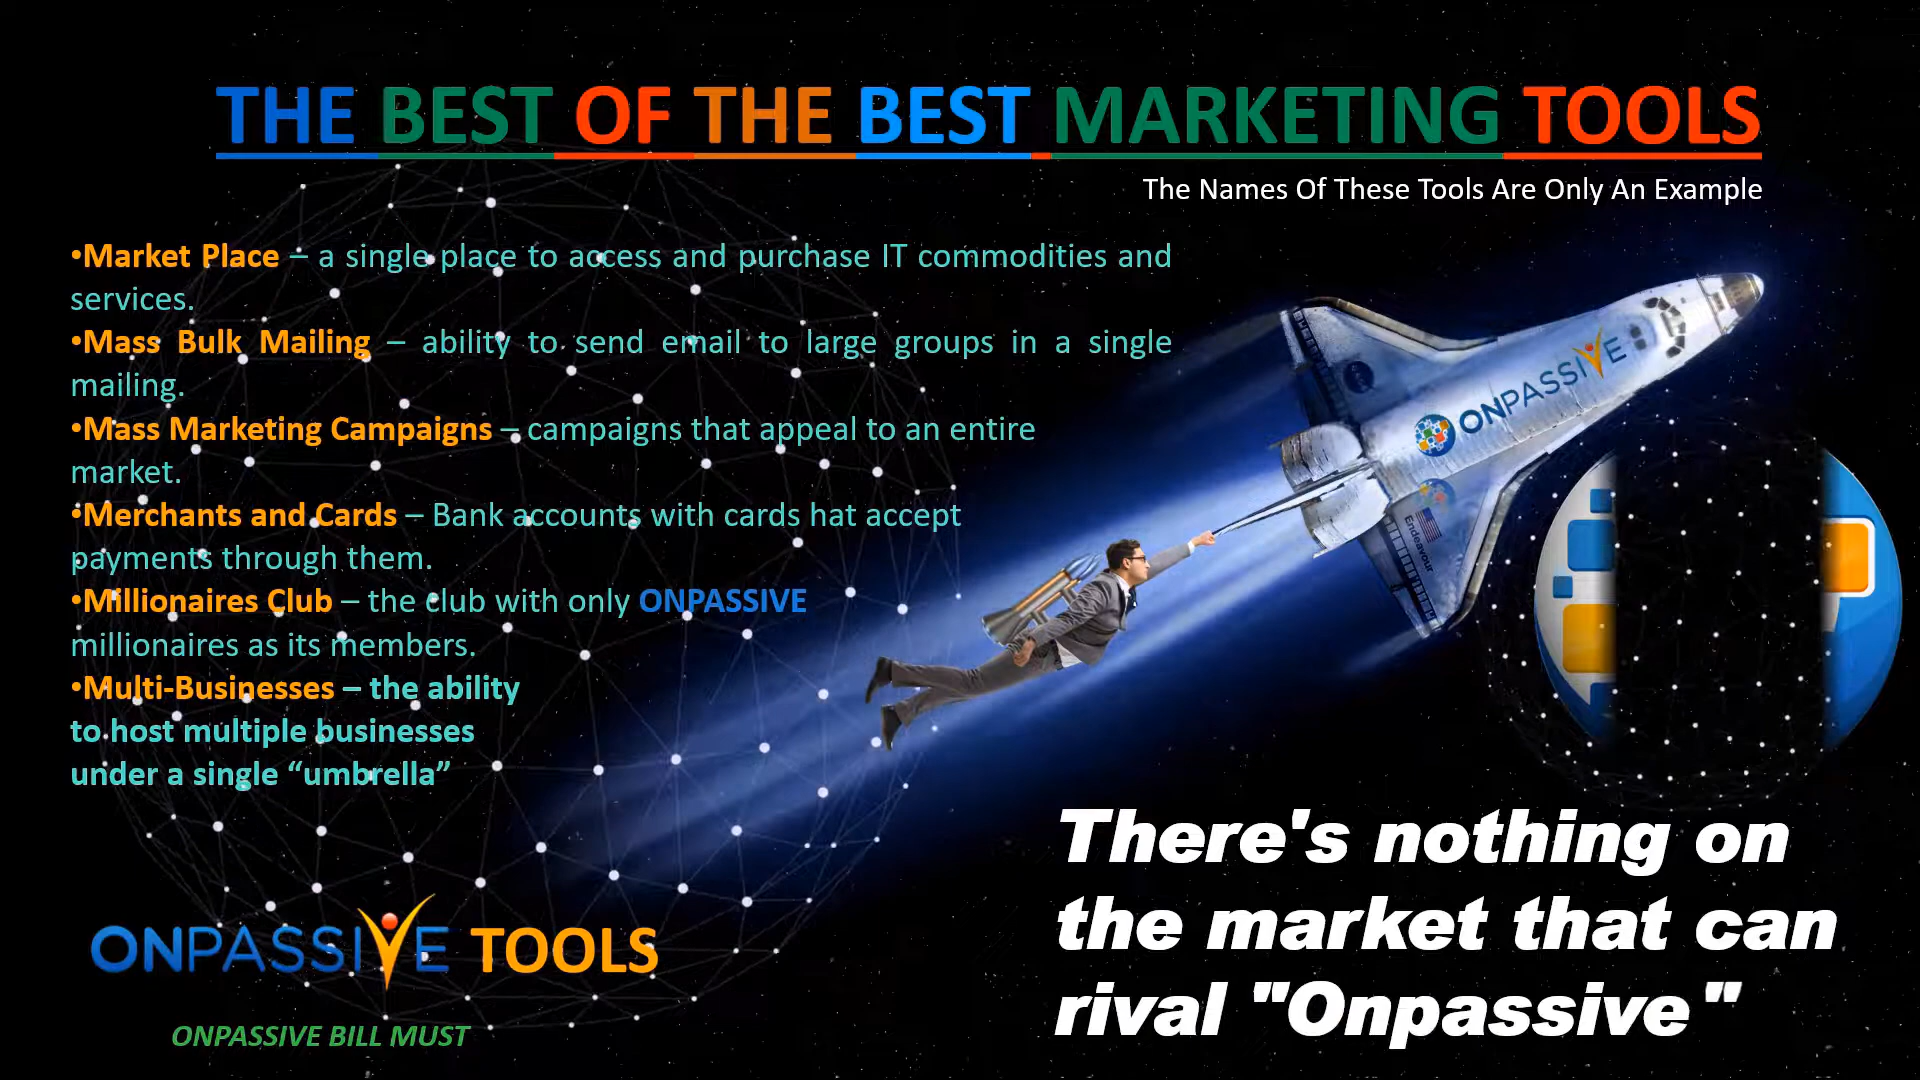 THE BEST OF THE BEST MARKETING TOOLS
The Names Of These Tools Are Only An Example
•Market Place – a single place to access and purchase IT commodities and
services.
•Mass Bulk Mailing – ability to send email to large groups in a single
mailing.
•Mass Marketing Campaigns – campaigns that appeal to an entire
market.
•Merchants and Cards – Bank accounts with cards hat accept
payments through them.
•Millionaires Club – the club with only ONPASSIVE
millionaires as its members.
•Multi-Businesses – the ability
to host multiple businesses
under a single “umbrella”
ONPASSIVE
Endeavour
There's nothing on
the market that can
rival "Onpassive"
ONPASSIVE TOOLS
ONPASSIVE BILL MUST